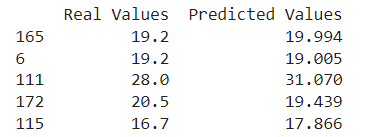 Real Values Predicted Values
165 19.2 19.994
6 19.2 19.005
111 28.0 31.070
172 20.5 19.439
115 16.7 17.866